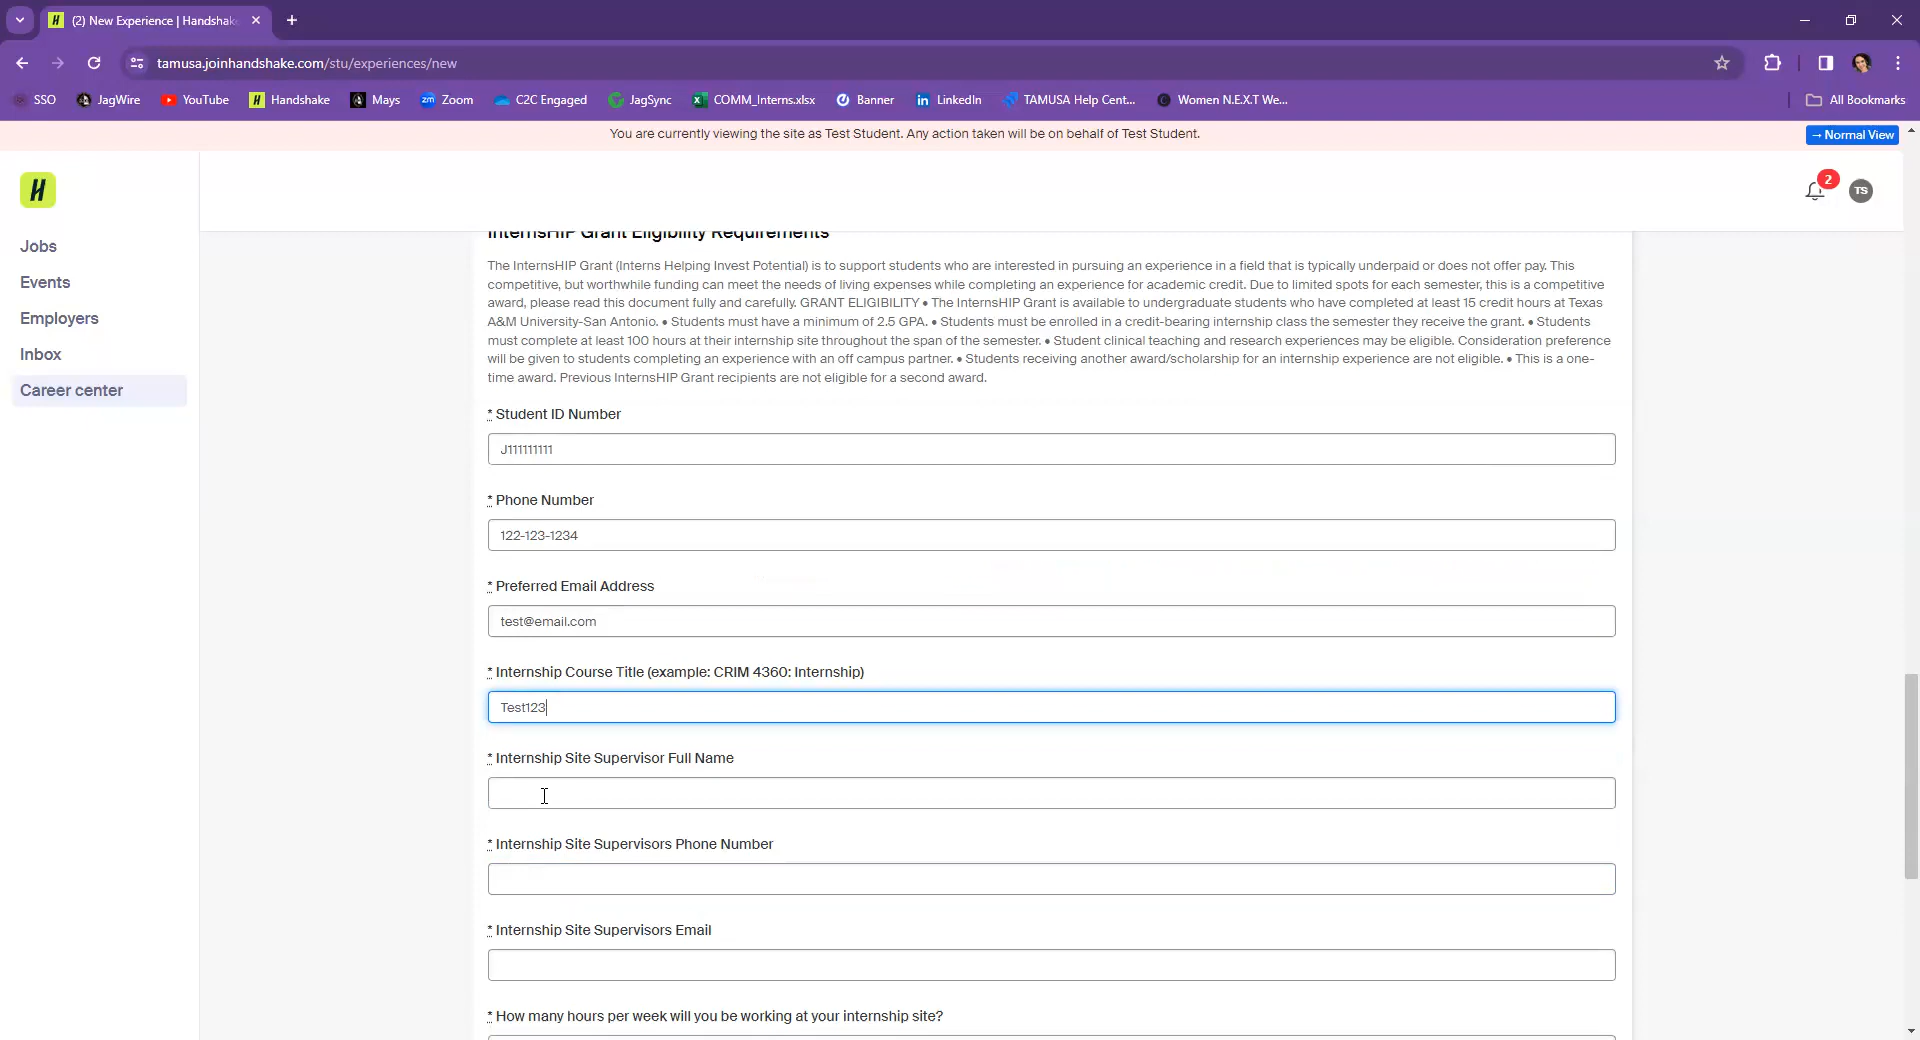 (2) New Experience | Handshake
tamusa.joinhandshake.com/stu/experiences/new
SSO JagWire YouTube Handshake Mays Zoom C2C Engaged JagSync COMM_Interns.xlsx Banner LinkedIn TAMUSA Help Cent... Women N.E.X.T We... All Bookmarks
You are currently viewing the site as Test Student. Any action taken will be on behalf of Test Student.
→ Normal View
2
TS
Jobs
Events
Employers
Inbox
Career center
InternsHIP Grant Eligibility Requirements
The InternsHIP Grant (Interns Helping Invest Potential) is to support students who are interested in pursuing an experience in a field that is typically underpaid or does not offer pay. This
competitive, but worthwhile funding can meet the needs of living expenses while completing an experience for academic credit. Due to limited spots for each semester, this is a competitive
award, please read this document fully and carefully. GRANT ELIGIBILITY • The InternsHIP Grant is available to undergraduate students who have completed at least 15 credit hours at Texas
A&M University-San Antonio. • Students must have a minimum of 2.5 GPA. • Students must be enrolled in a credit-bearing internship class the semester they receive the grant. • Students
must complete at least 100 hours at their internship site throughout the span of the semester. • Student clinical teaching and research experiences may be eligible. Consideration preference
will be given to students completing an experience with an off campus partner. • Students receiving another award/scholarship for an internship experience are not eligible. • This is a one-
time award. Previous InternsHIP Grant recipients are not eligible for a second award.
* Student ID Number
J111111111
* Phone Number
122-123-1234
* Preferred Email Address
test@email.com
* Internship Course Title (example: CRIM 4360: Internship)
Test123
* Internship Site Supervisor Full Name
* Internship Site Supervisors Phone Number
* Internship Site Supervisors Email
* How many hours per week will you be working at your internship site?